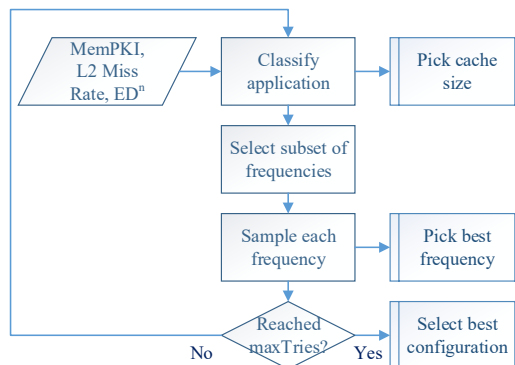 MemPKI,
L2 Miss
Rate, EDⁿ
Classify
application
Pick cache
size
Select subset of
frequencies
Sample each
frequency
Pick best
frequency
Reached
maxTries?
No
Yes
Select best
configuration